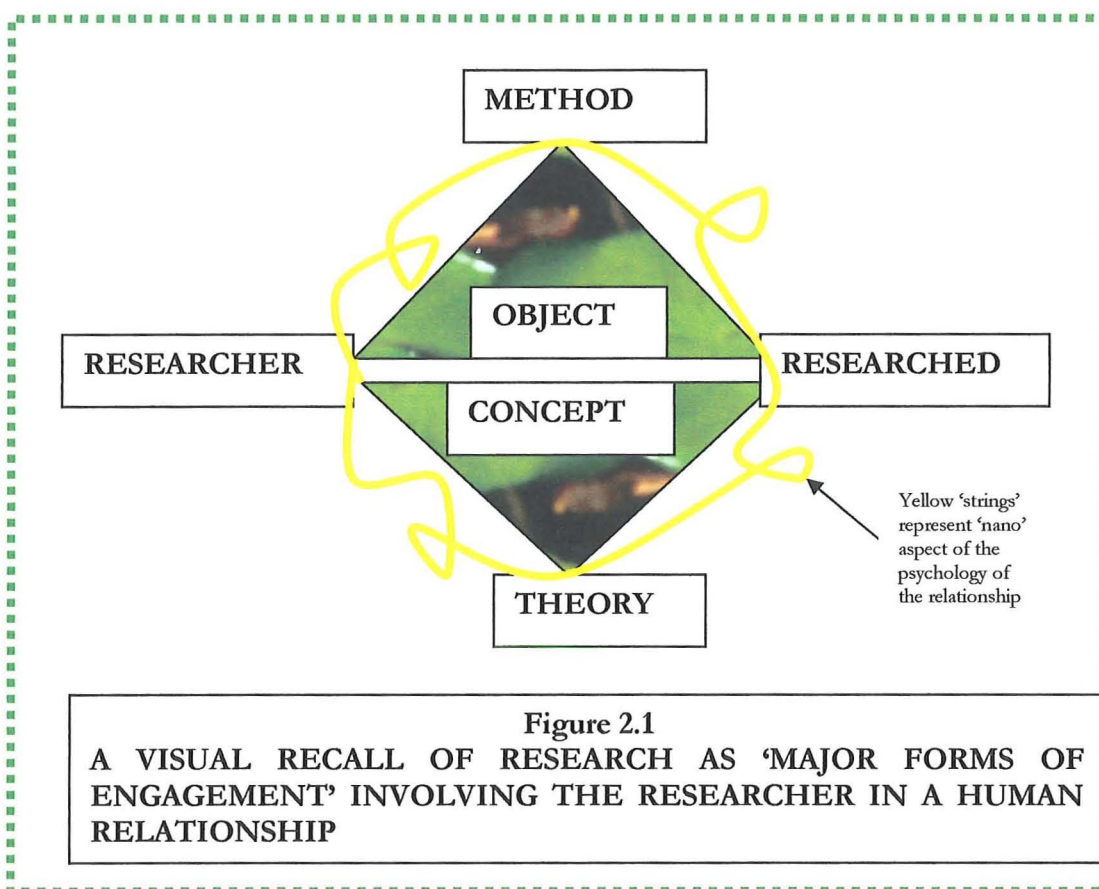 METHOD
OBJECT
RESEARCHER
RESEARCHED
CONCEPT
Yellow ‘strings’
represent ‘nano’
aspect of the
psychology of
the relationship
THEORY
Figure 2.1
A VISUAL RECALL OF RESEARCH AS ‘MAJOR FORMS OF
ENGAGEMENT’ INVOLVING THE RESEARCHER IN A HUMAN
RELATIONSHIP